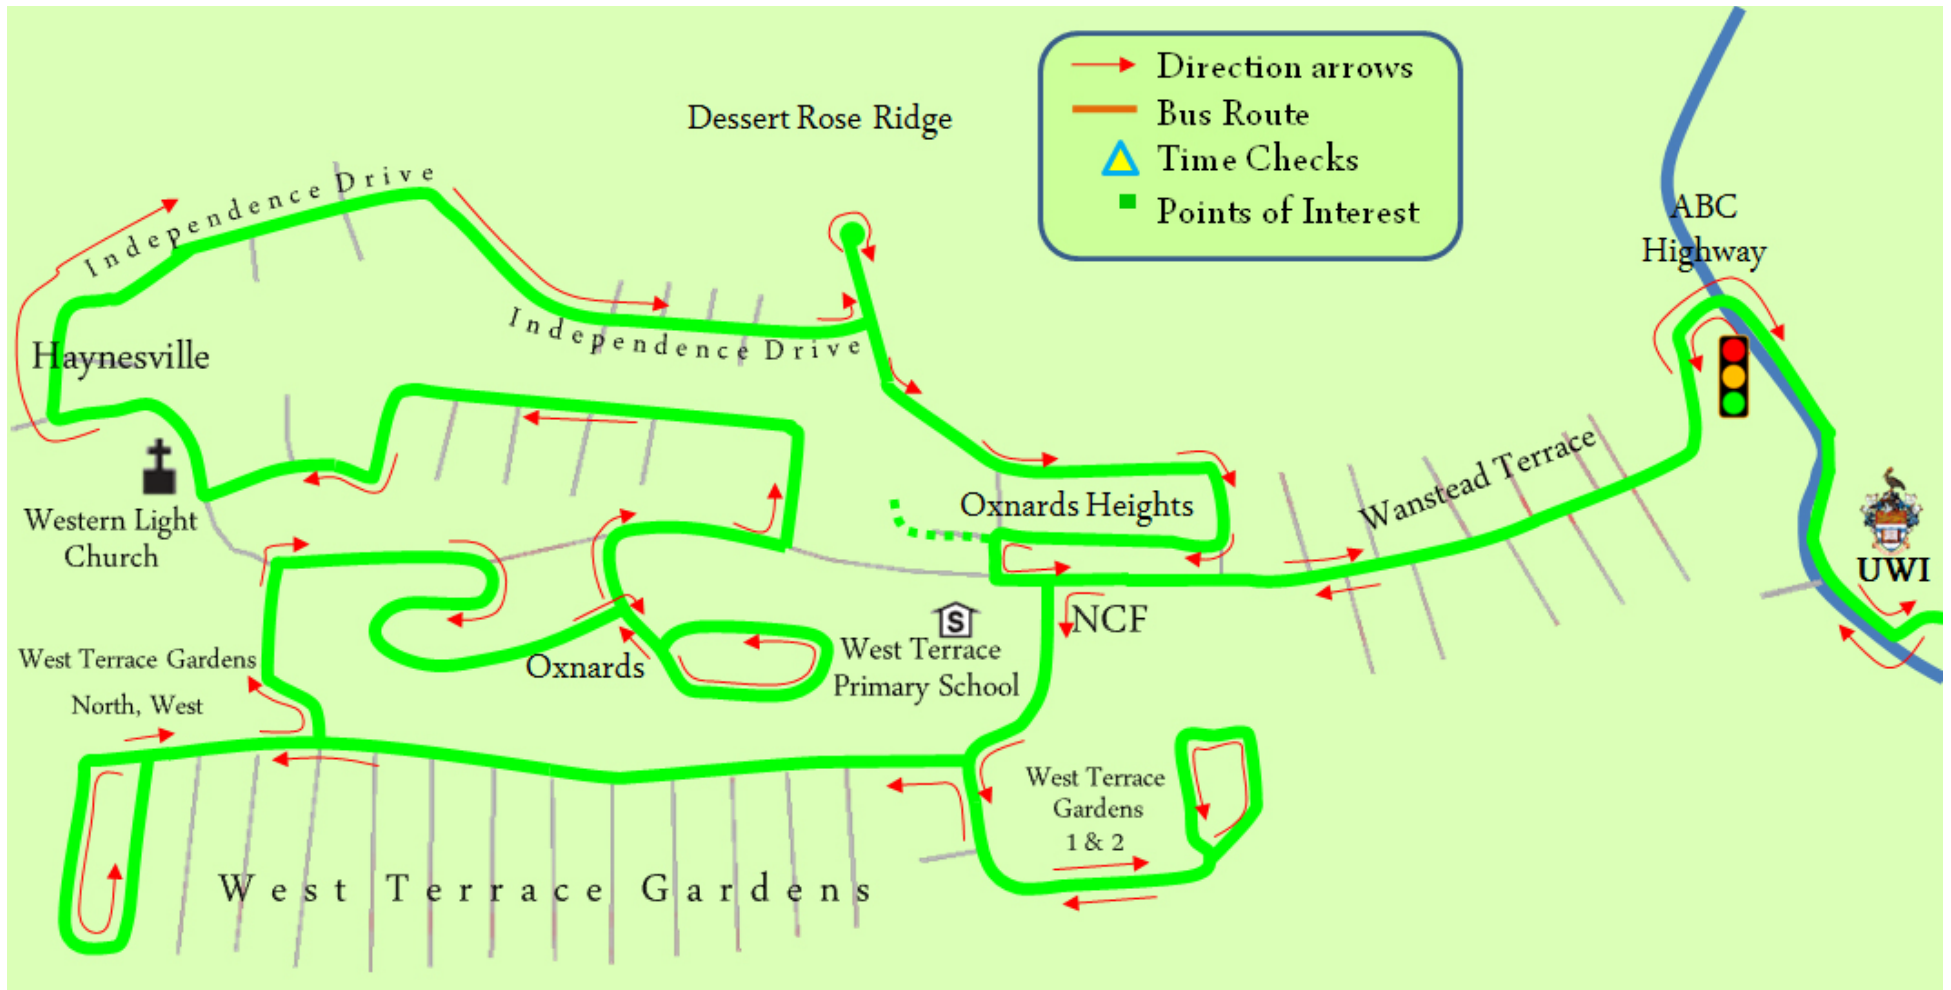 Direction arrows
Bus Route
Time Checks
Points of Interest
Dessert Rose Ridge
Independence Drive
ABC
Highway
Independence Drive
Haynesville
Wanstead Terrace
Oxnards Heights
Western Light
Church
UWI
S
NCF
West Terrace
Primary School
Oxnards
West Terrace Gardens
North, West
West Terrace
Gardens
1 & 2
West Terrace Gardens